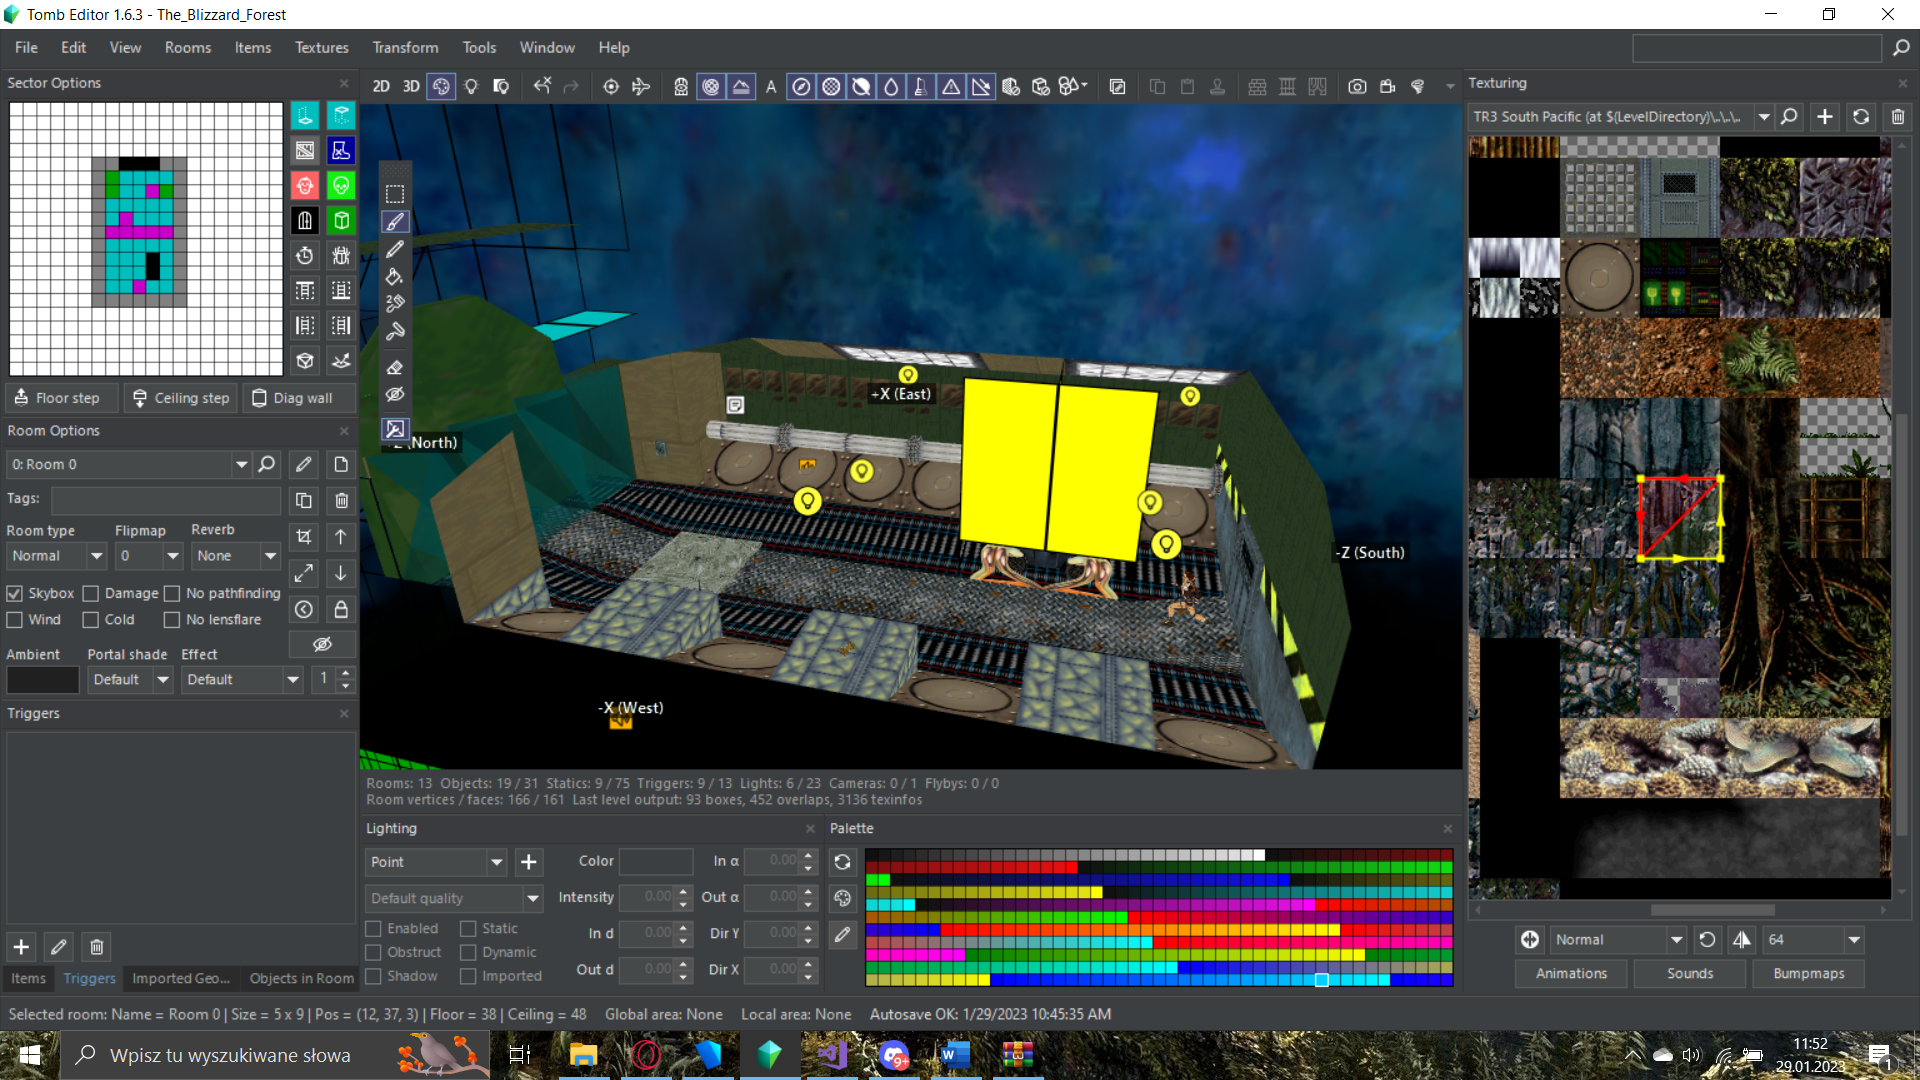 Tomb Editor 1.6.3 - The_Blizzard_Forest
File Edit View Rooms Items Textures Transform Tools Window Help
Sector Options
2D 3D A
Texturing
TR3 South Pacific (at $(LevelDirectory)\..\..\..
Floor step Ceiling step Diag wall
Room Options
0: Room 0
Tags:
Room type Flipmap Reverb
Normal 0 None
Skybox Damage No pathfinding
Wind Cold No lensflare
Ambient Portal shade Effect
Default Default 1
Triggers
+X (East)
(North)
-Z (South)
-X (West)
Rooms: 13 Objects: 19 / 31 Statics: 9 / 75 Triggers: 9 / 13 Lights: 6 / 23 Cameras: 0 / 1 Flybys: 0 / 0
Room vertices / faces: 166 / 161 Last level output: 93 boxes, 452 overlaps, 3136 texinfos
Lighting
Point
Color In α 0.00
Default quality
Intensity 0.00 Out α 0.00
Enabled Static
In d 0.00 Dir Y 0.00
Obstruct Dynamic
Shadow Imported
Out d 0.00 Dir X 0.00
Palette
Normal 64
Animations Sounds Bumpmaps
Items Triggers Imported Geo... Objects in Room
Selected room: Name = Room 0 | Size = 5 x 9 | Pos = (12, 37, 3) | Floor = 38 | Ceiling = 48 Global area: None Local area: None Autosave OK: 1/29/2023 10:45:35 AM
Wpisz tu wyszukiwane słowa
9+
11:52
29.01.2023
1